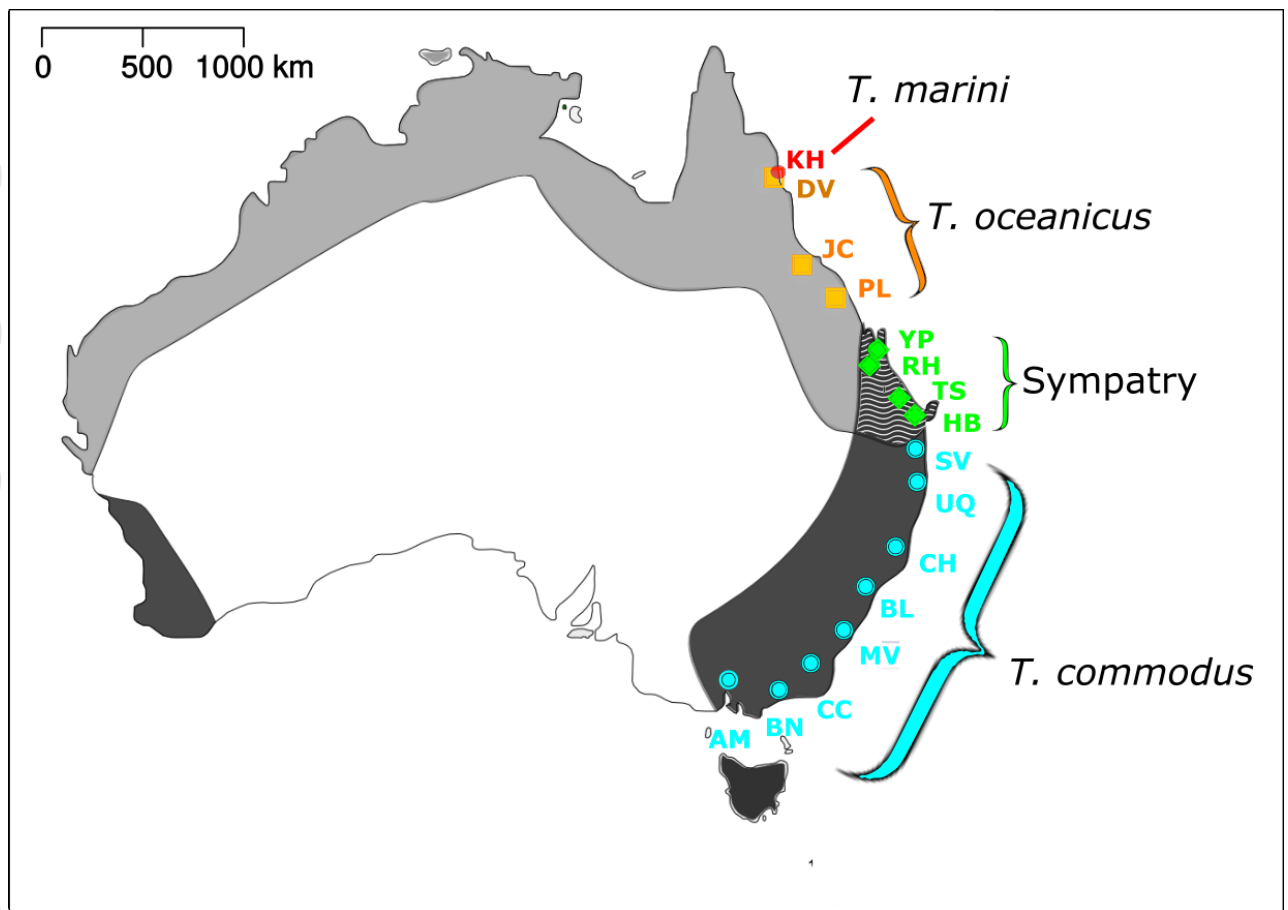 0 500 1000 km
T. marini
KH
DV
T. oceanicus
JC
PL
YP
RH
Sympatry
TS
HB
SV
UQ
CH
BL
MV
T. commodus
CC
BN
AM